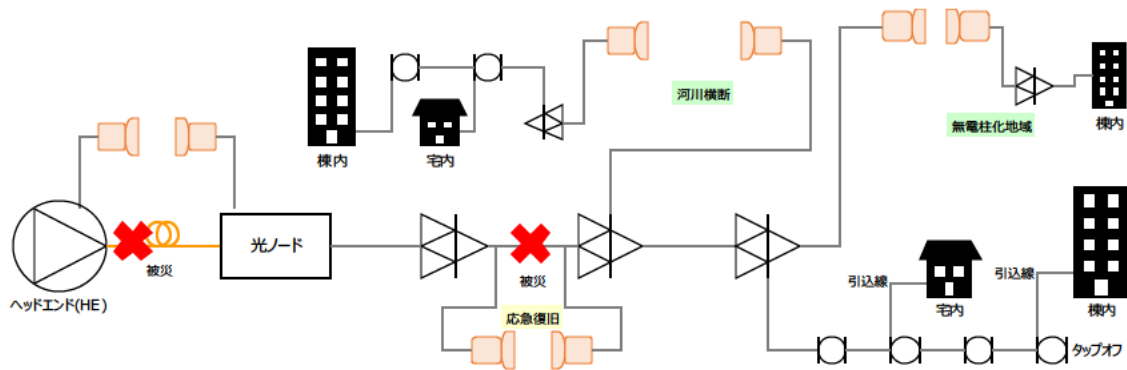 河川横断
無電柱化地域
棟内
棟内
宅内
光ノード
被災
ヘッドエンド(HE)
被災
応急復旧
引込線
宅内
引込線
棟内
タップオフ